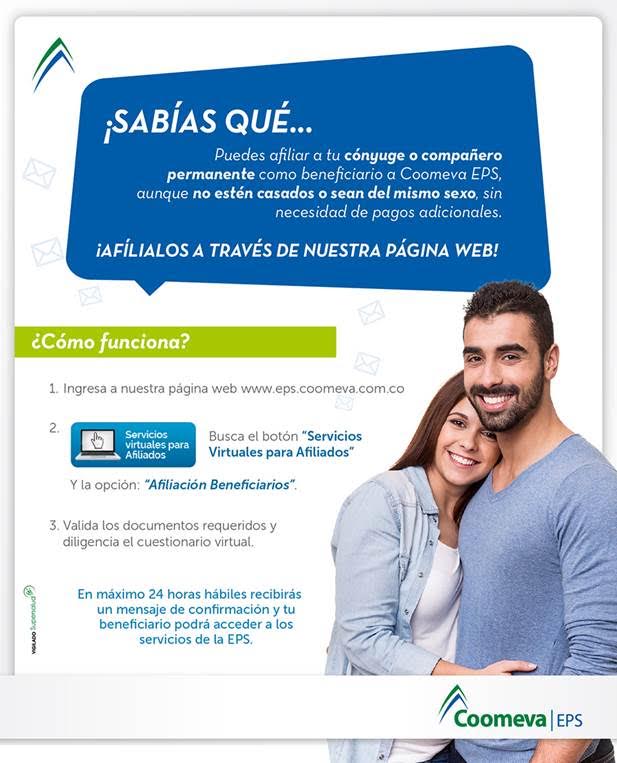 ¡SABÍAS QUÉ...
Puedes afiliar a tu cónyuge o compañero
permanente como beneficiario a Coomeva EPS,
aunque no estén casados o sean del mismo sexo, sin
necesidad de pagos adicionales.
¡AFÍLIALOS A TRAVÉS DE NUESTRA PÁGINA WEB!
¿Cómo funciona?
1. Ingresa a nuestra página web www.eps.coomeva.com.co
2.
Servicios
virtuales para
Afiliados
Busca el botón “Servicios
Virtuales para Afiliados”
Y la opción: “Afiliación Beneficiarios”.
3. Valida los documentos requeridos y
diligencia el cuestionario virtual.
En máximo 24 horas hábiles recibirás
un mensaje de confirmación y tu
beneficiario podrá acceder a los
servicios de la EPS.
VIGILADO Supersalud
Coomeva | EPS